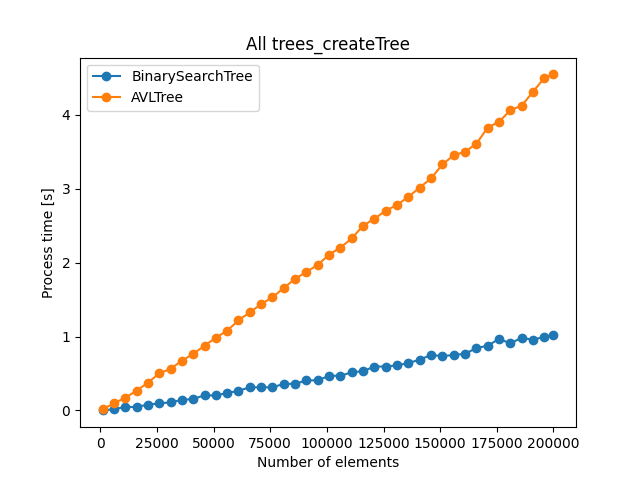 All trees_createTree
BinarySearchTree
AVLTree
Process time [s]
4
3
2
1
0
0 25000 50000 75000 100000 125000 150000 175000 200000
Number of elements